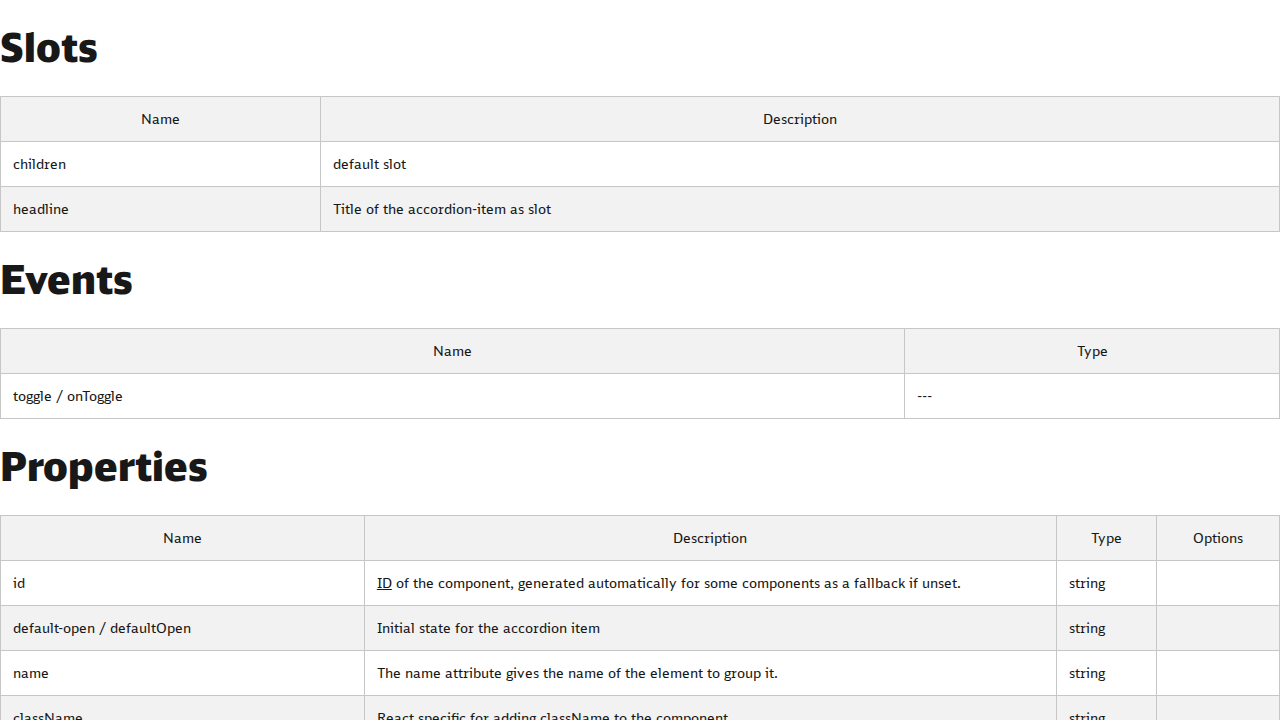 Slots
Name Description
children default slot
headline Title of the accordion-item as slot
Events
Name Type
toggle / onToggle ---
Properties
Name Description Type Options
id ID of the component, generated automatically for some components as a fallback if unset. string
default-open / defaultOpen Initial state for the accordion item string
name The name attribute gives the name of the element to group it. string
className React specific for adding className to the component. string